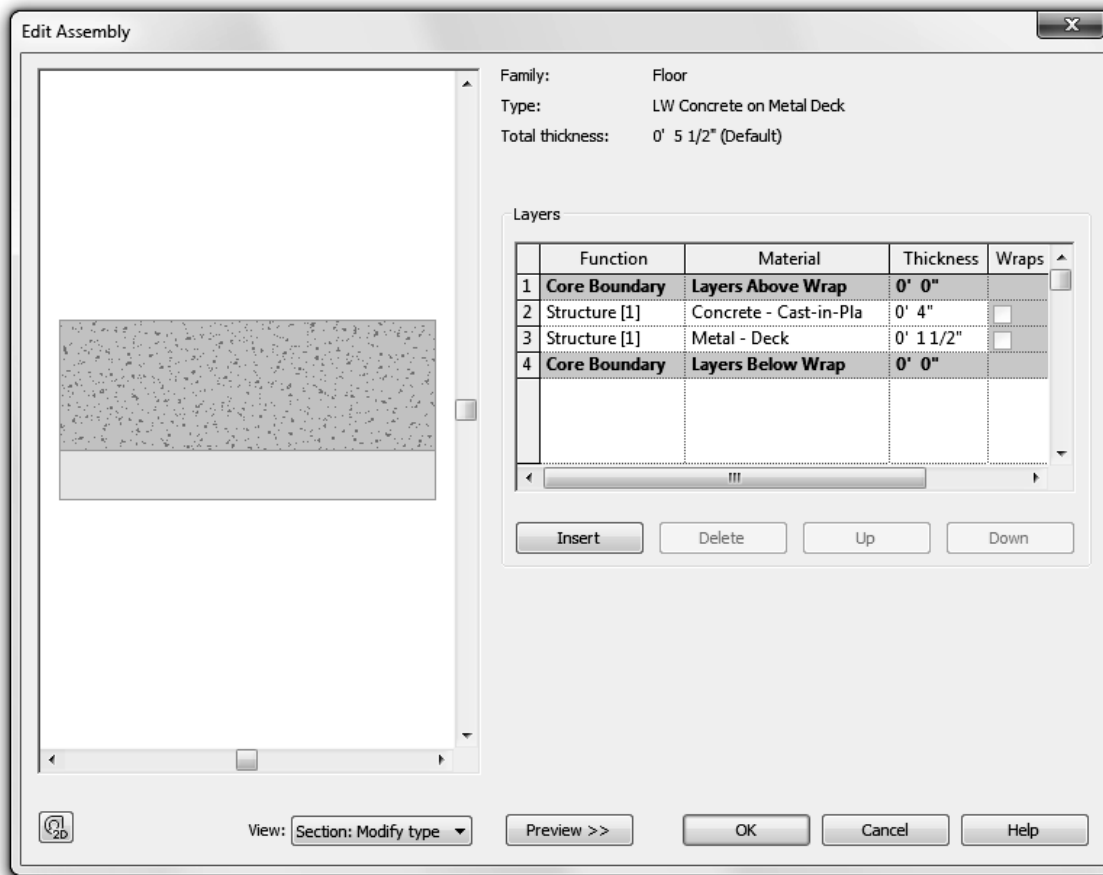 Edit Assembly
Family: Floor
Type: LW Concrete on Metal Deck
Total thickness: 0' 5 1/2" (Default)
Layers
Function Material Thickness Wraps
1 Core Boundary Layers Above Wrap 0' 0"
2 Structure [1] Concrete - Cast-in-Pla 0' 4"
3 Structure [1] Metal - Deck 0' 1 1/2"
4 Core Boundary Layers Below Wrap 0' 0"
Insert Delete Up Down
2D View: Section: Modify type Preview >> OK Cancel Help